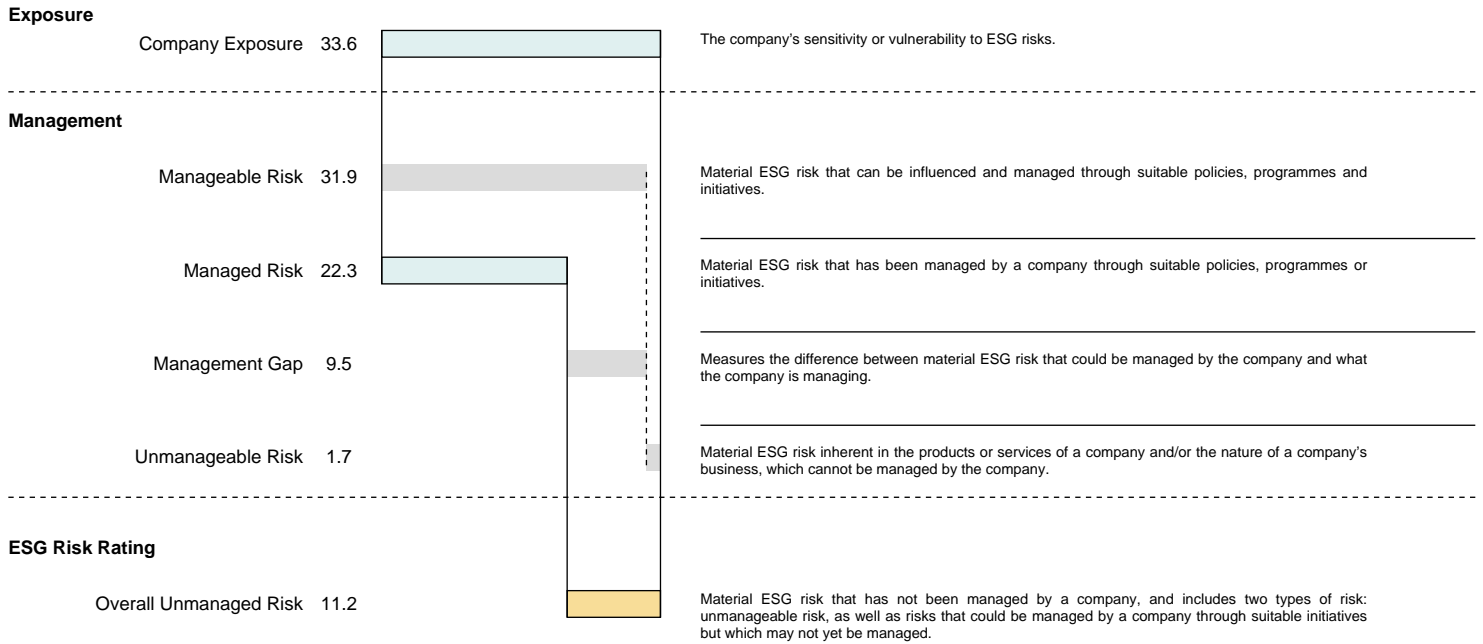 Exposure
Company Exposure 33.6
The company’s sensitivity or vulnerability to ESG risks.
Management
Manageable Risk 31.9
Material ESG risk that can be influenced and managed through suitable policies, programmes and
initiatives.
Managed Risk 22.3
Material ESG risk that has been managed by a company through suitable policies, programmes or
initiatives.
Management Gap 9.5
Measures the difference between material ESG risk that could be managed by the company and what
the company is managing.
Unmanageable Risk 1.7
Material ESG risk inherent in the products or services of a company and/or the nature of a company’s
business, which cannot be managed by the company.
ESG Risk Rating
Overall Unmanaged Risk 11.2
Material ESG risk that has not been managed by a company, and includes two types of risk:
unmanageable risk, as well as risks that could be managed by a company through suitable initiatives
but which may not yet be managed.